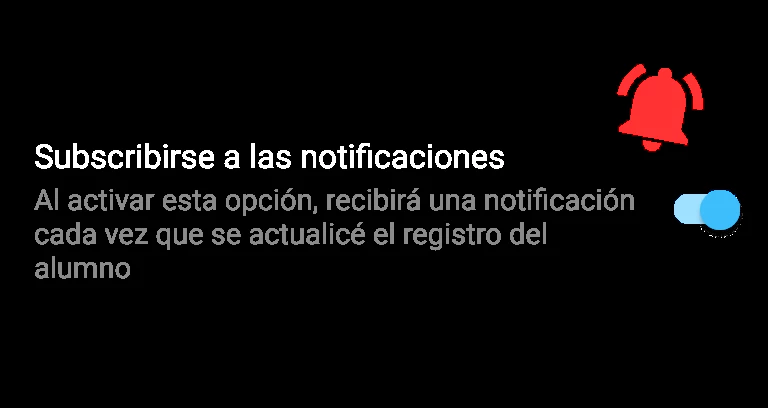 Subscribirse a las notificaciones
Al activar esta opción, recibirá una notificación
cada vez que se actualicé el registro del
alumno